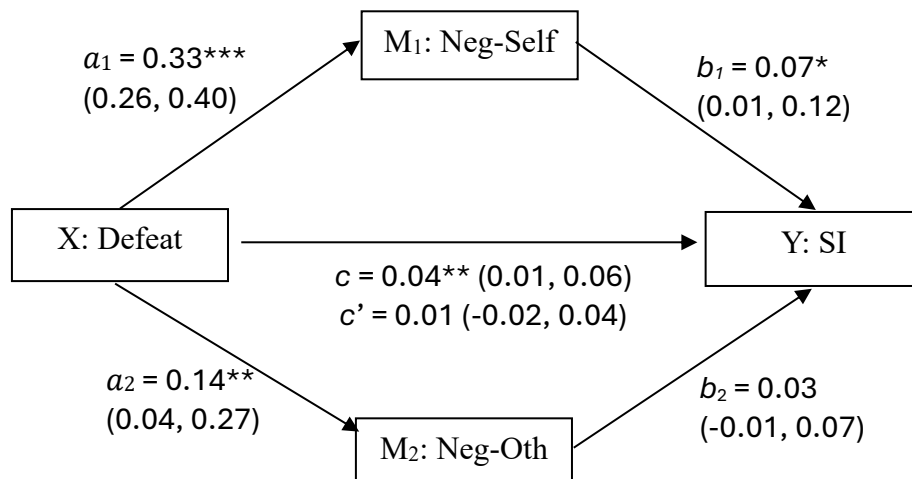 M₁: Neg-Self
a1 = 0.33***
(0.26, 0.40)
b₁ = 0.07*
(0.01, 0.12)
X: Defeat
Y: SI
c = 0.04** (0.01, 0.06)
c’ = 0.01 (-0.02, 0.04)
a2 = 0.14**
(0.04, 0.27)
b₂ = 0.03
(-0.01, 0.07)
M₂: Neg-Oth